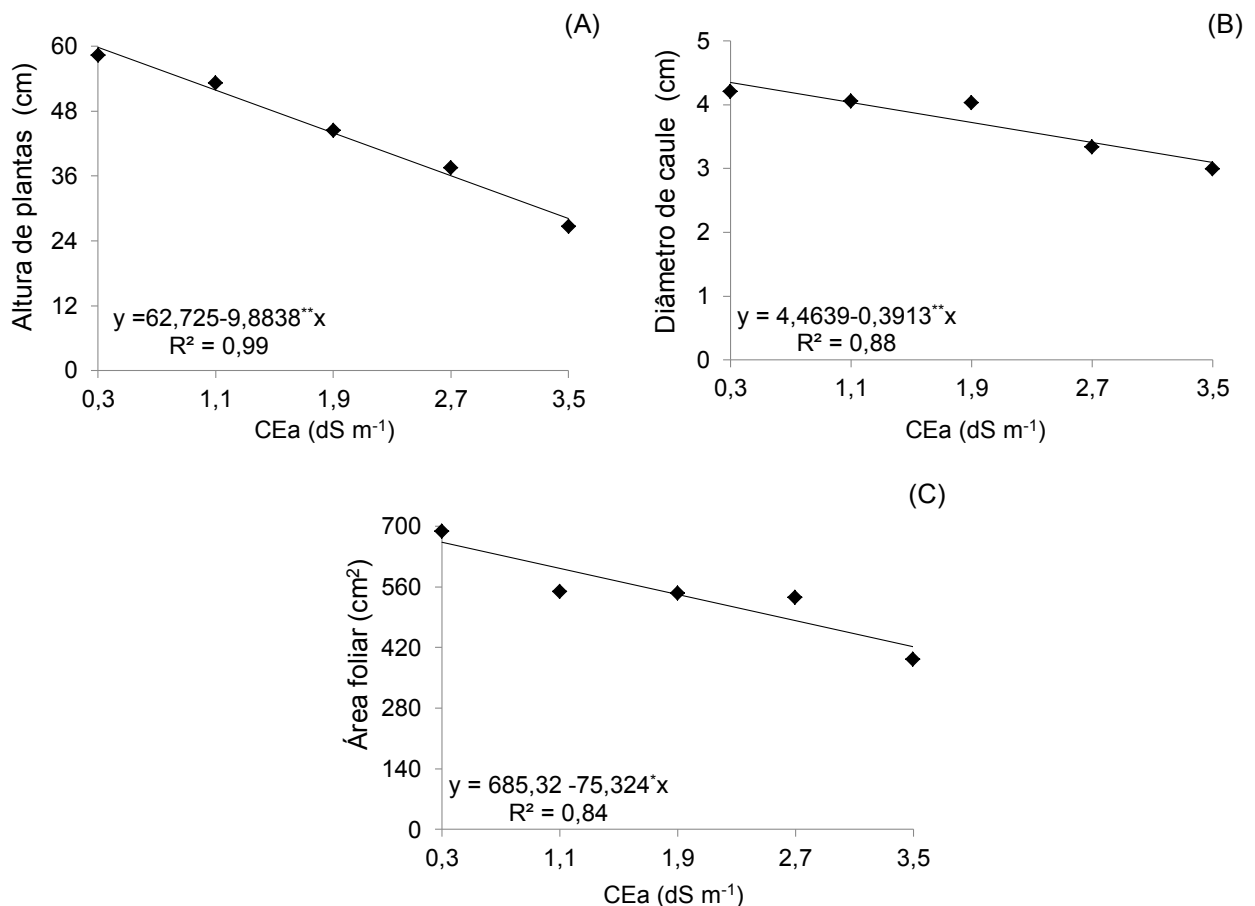 (A)
Altura de plantas (cm)
60
48
36
24
12
0
y =62,725-9,8838**x
R² = 0,99
0,3 1,1 1,9 2,7 3,5
CEa (dS m⁻¹)
(B)
Diâmetro de caule (cm)
5
4
3
2
1
0
y = 4,4639-0,3913**x
R² = 0,88
0,3 1,1 1,9 2,7 3,5
CEa (dS m⁻¹)
(C)
Área foliar (cm²)
700
560
420
280
140
0
y = 685,32 -75,324*x
R² = 0,84
0,3 1,1 1,9 2,7 3,5
CEa (dS m⁻¹)